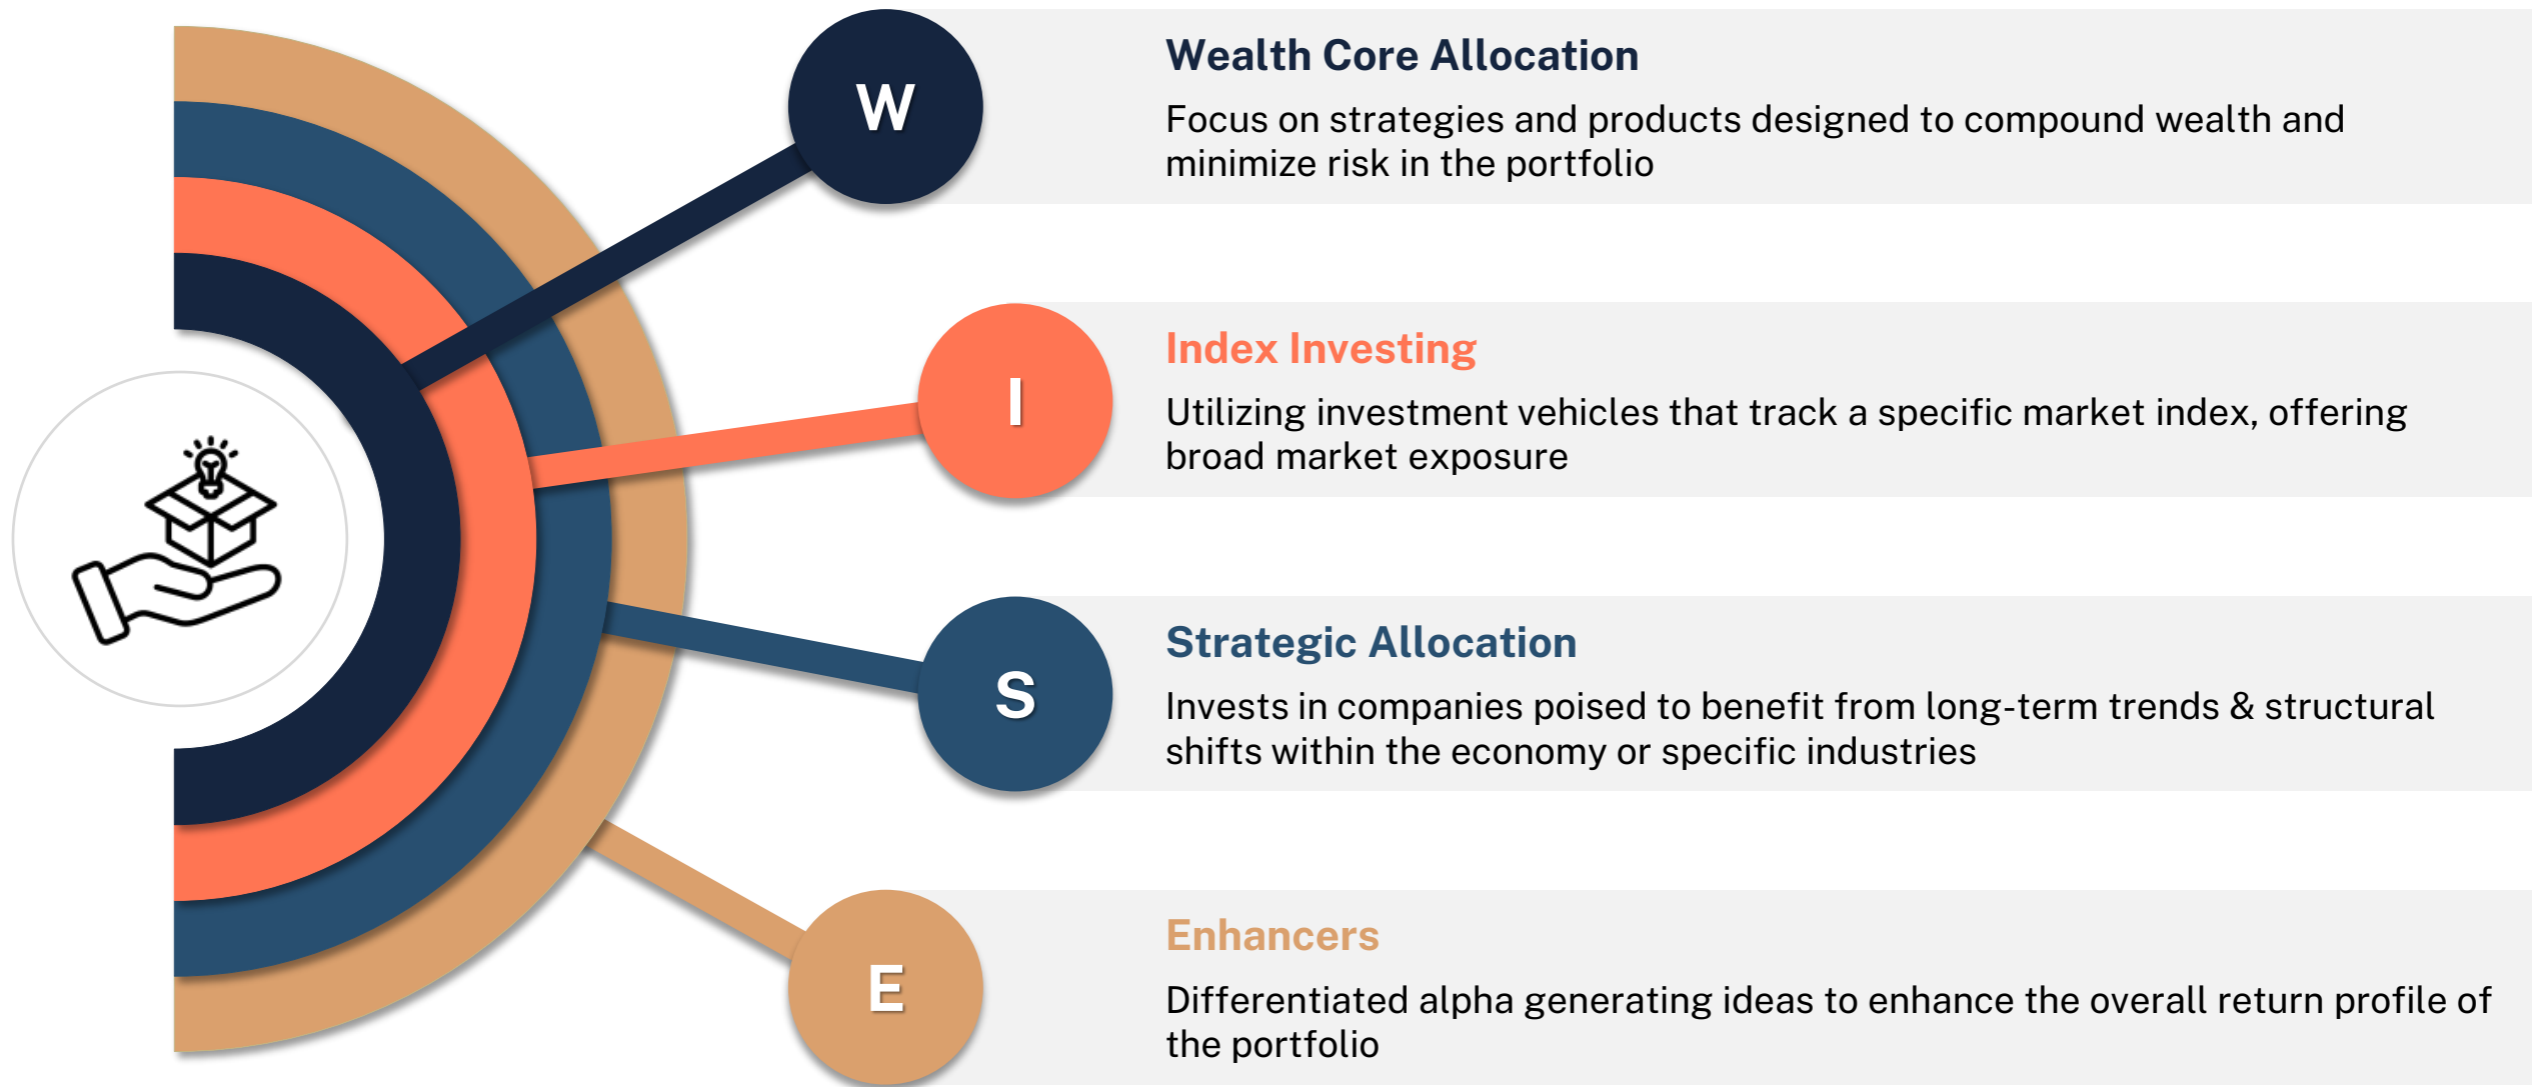 W
Wealth Core Allocation
Focus on strategies and products designed to compound wealth and
minimize risk in the portfolio
I
Index Investing
Utilizing investment vehicles that track a specific market index, offering
broad market exposure
S
Strategic Allocation
Invests in companies poised to benefit from long-term trends & structural
shifts within the economy or specific industries
E
Enhancers
Differentiated alpha generating ideas to enhance the overall return profile of
the portfolio